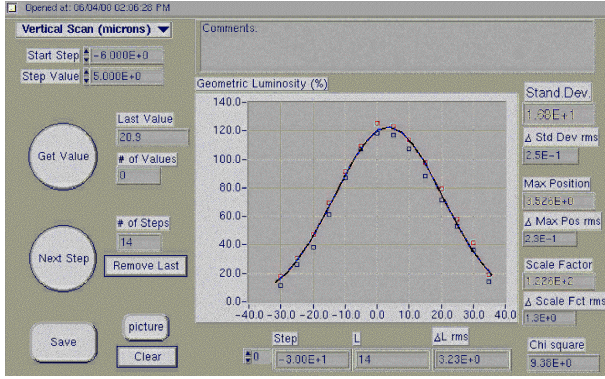 Opened at: 06/04/00 02:06:28 PM
Vertical Scan (microns)
Comments:
Start Step -6.000E+0
Step Value 5.000E+0
Geometric Luminosity (%)
Stand.Dev.
1.68E+1
Δ Std Dev rms
2.5E-1
Max Position
3.526E+0
Δ Max Pos rms
2.3E-1
Scale Factor
1.226E+2
Δ Scale Fct rms
1.3E+0
Chi square
9.38E+0
Last Value
20.9
Get Value
# of Values
0
# of Steps
14
Next Step
Remove Last
Save
picture
Clear
140.0-
120.0-
100.0-
80.0-
60.0-
40.0-
20.0-
0.0-
-40.0 -30.0 -20.0 -10.0 0.0 10.0 20.0 30.0 40.0
Step L ΔL rms
0 -3.00E+1 14 3.23E+0